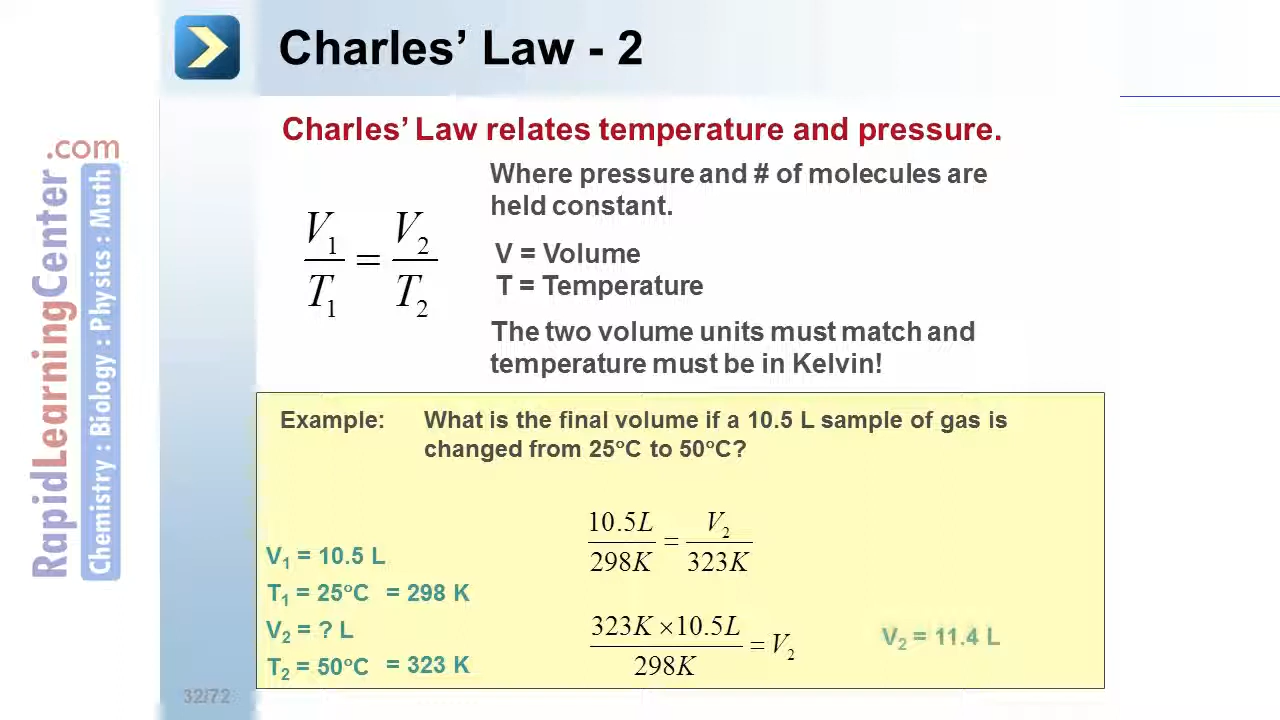 Charles’ Law - 2
Charles’ Law relates temperature and pressure.
Where pressure and # of molecules are
held constant.
V₁/T₁ = V₂/T₂
V = Volume
T = Temperature
The two volume units must match and
temperature must be in Kelvin!
Example: What is the final volume if a 10.5 L sample of gas is
changed from 25°C to 50°C?
10.5L/298K = V₂/323K
V₁ = 10.5 L
T₁ = 25°C = 298 K
V₂ = ? L
T₂ = 50°C = 323 K
323K ×10.5L/298K = V₂
V₂ = 11.4 L
32/72
RapidLearningCenter.com
Chemistry : Biology : Physics : Math